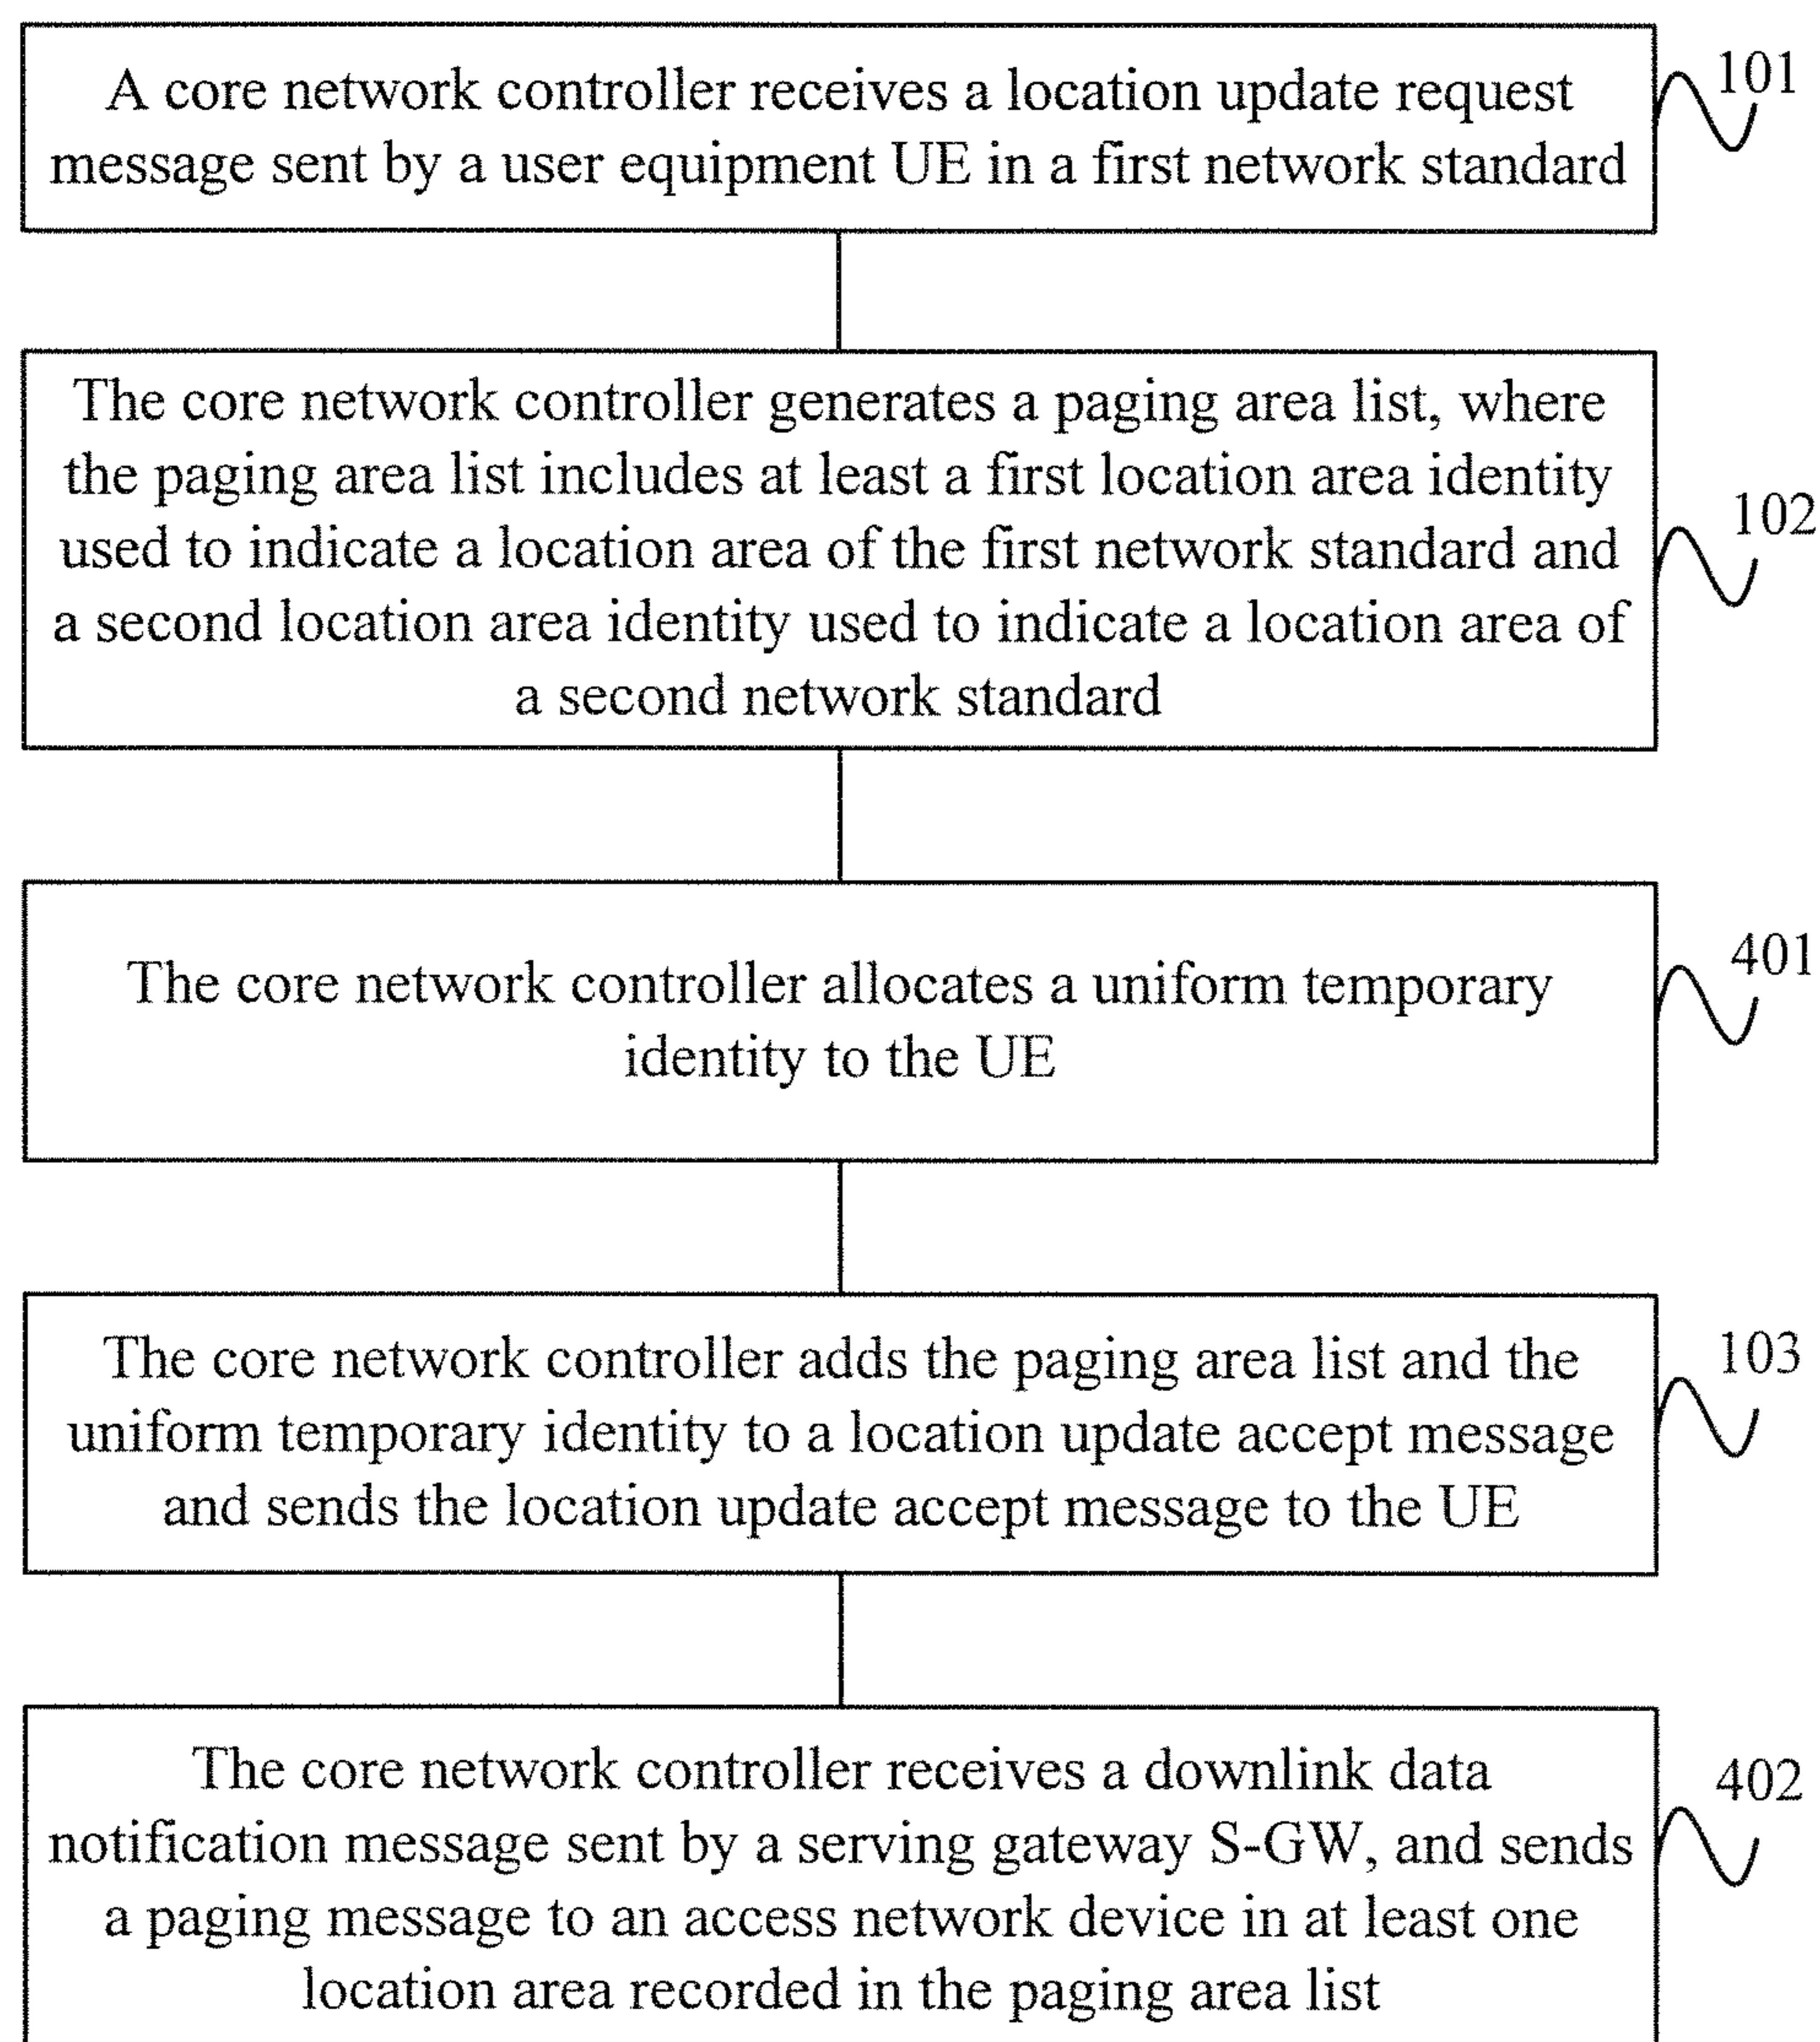 A core network controller receives a location update request
message sent by a user equipment UE in a first network standard
101
The core network controller generates a paging area list, where
the paging area list includes at least a first location area identity
used to indicate a location area of the first network standard and
a second location area identity used to indicate a location area of
a second network standard
102
The core network controller allocates a uniform temporary
identity to the UE
401
The core network controller adds the paging area list and the
uniform temporary identity to a location update accept message
and sends the location update accept message to the UE
103
The core network controller receives a downlink data
notification message sent by a serving gateway S-GW, and sends
a paging message to an access network device in at least one
location area recorded in the paging area list
402